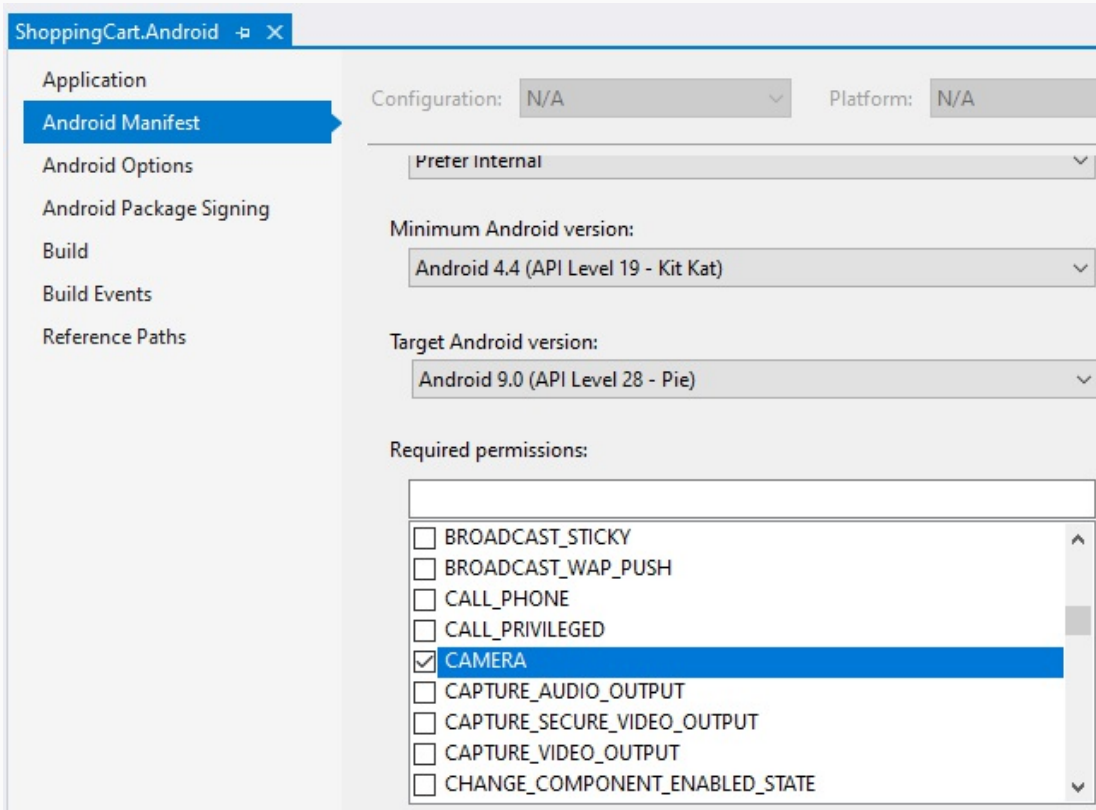 ShoppingCart.Android
Application
Android Manifest
Android Options
Android Package Signing
Build
Build Events
Reference Paths
Configuration: N/A Platform: N/A
Prefer Internal
Minimum Android version:
Android 4.4 (API Level 19 - Kit Kat)
Target Android version:
Android 9.0 (API Level 28 - Pie)
Required permissions:
BROADCAST_STICKY
BROADCAST_WAP_PUSH
CALL_PHONE
CALL_PRIVILEGED
CAMERA
CAPTURE_AUDIO_OUTPUT
CAPTURE_SECURE_VIDEO_OUTPUT
CAPTURE_VIDEO_OUTPUT
CHANGE_COMPONENT_ENABLED_STATE